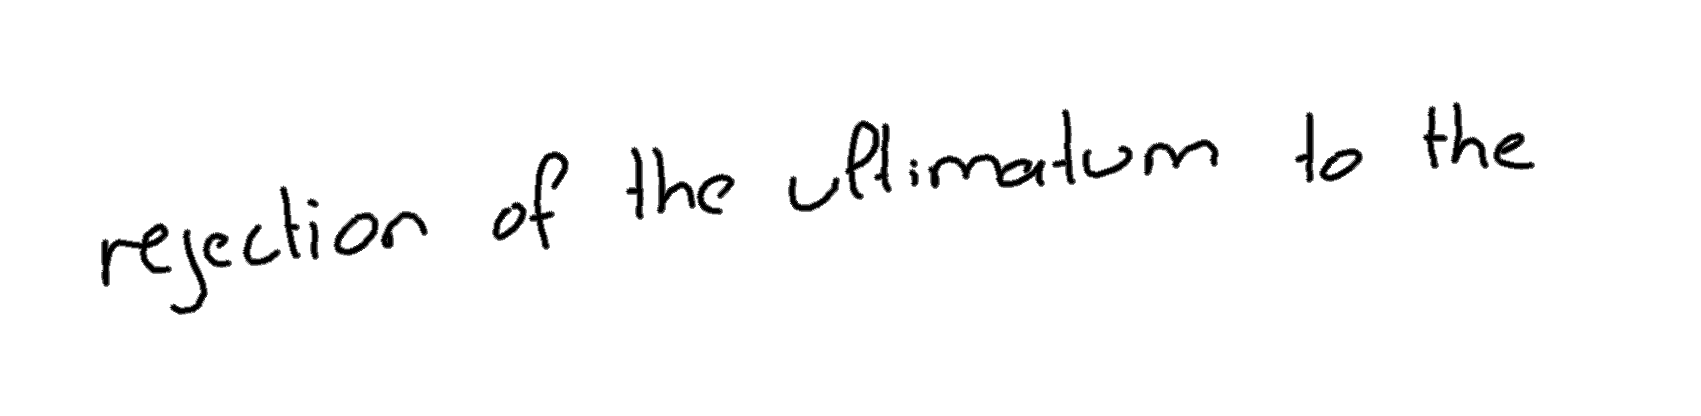 rejection of the ultimatum to the